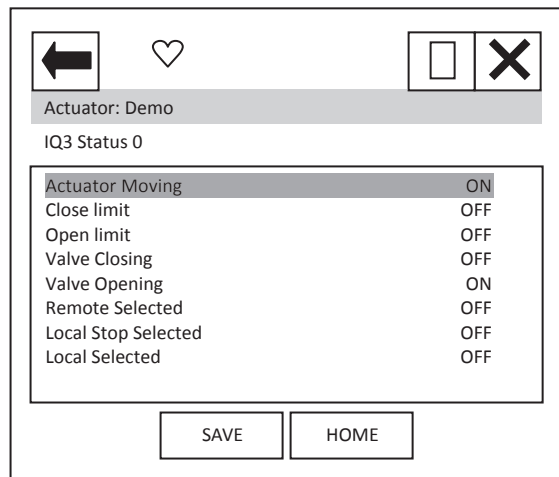 Actuator: Demo
IQ3 Status 0
Actuator Moving ON
Close limit OFF
Open limit OFF
Valve Closing OFF
Valve Opening ON
Remote Selected OFF
Local Stop Selected OFF
Local Selected OFF
SAVE HOME